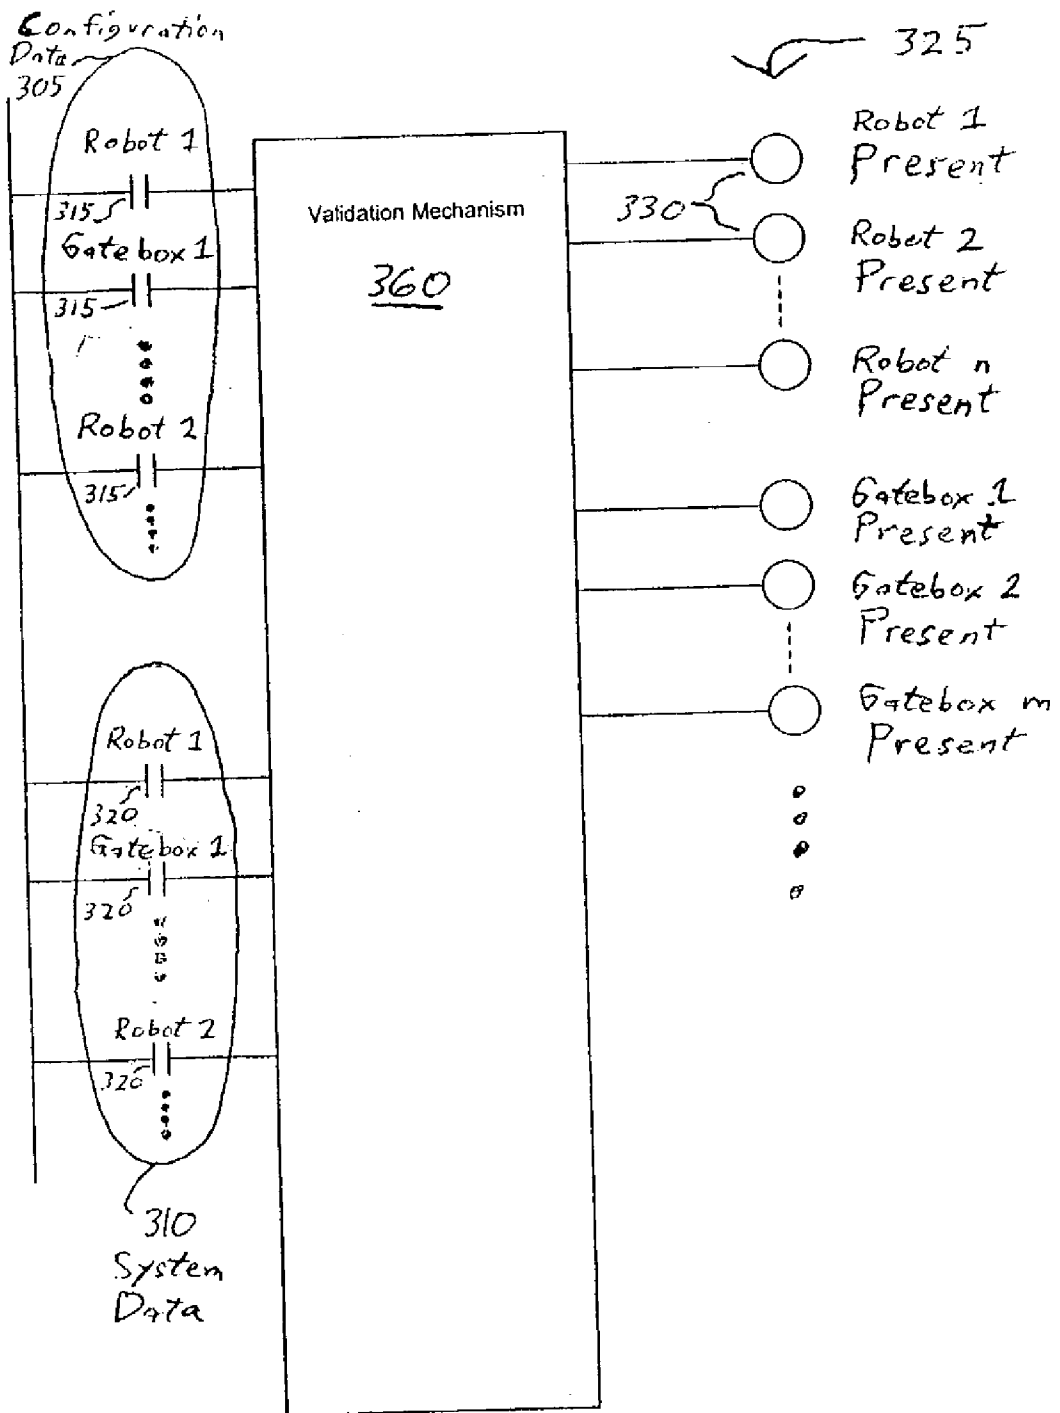 Configuration
Data
305
Robot 1
315
Gatebox 1
315
Robot 2
315
Robot 1
320
Gatebox 1
320
Robot 2
320
310
System
Data
Validation Mechanism
360
325
330
Robot 1
Present
Robot 2
Present
Robot n
Present
Gatebox 1
Present
Gatebox 2
Present
Gatebox m
Present